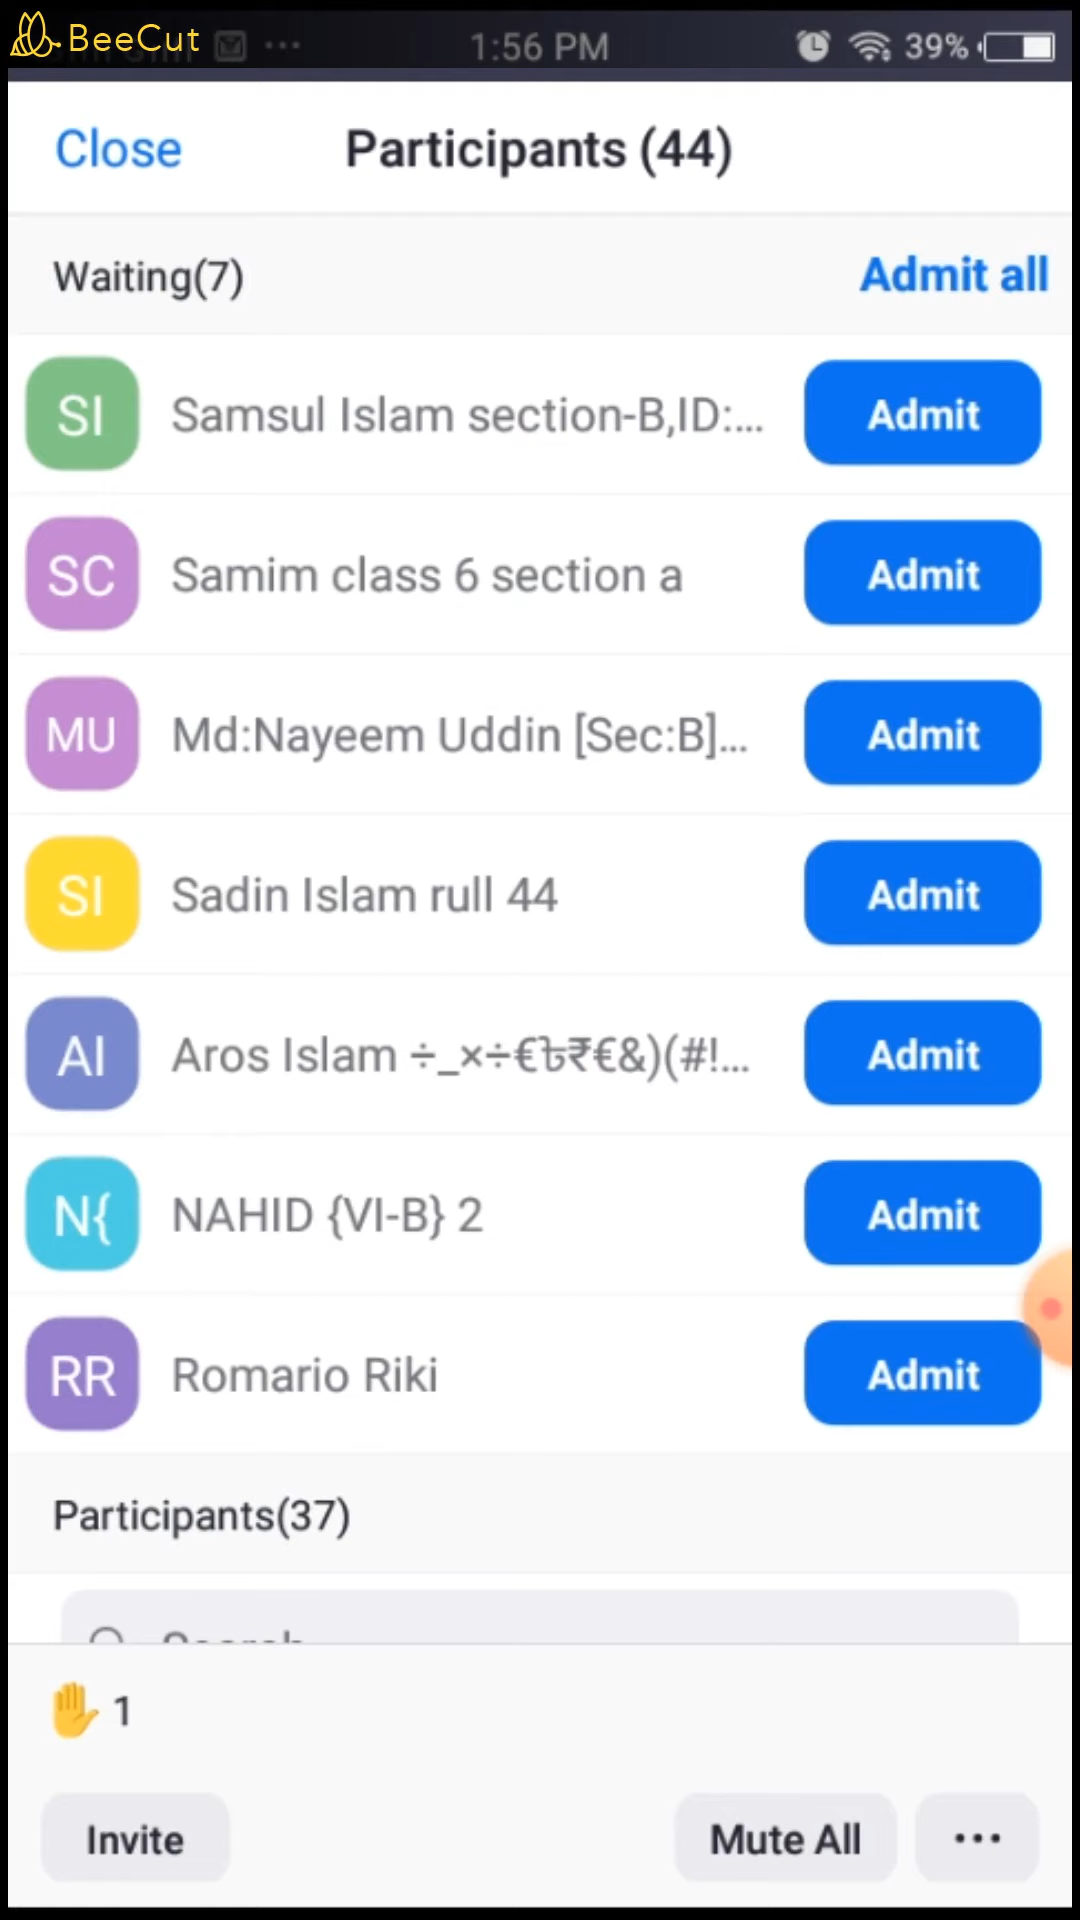 BeeCut
1:56 PM
39%
Close
Participants (44)
Waiting(7)
Admit all
SI
Samsul Islam section-B,ID:...
Admit
SC
Samim class 6 section a
Admit
MU
Md:Nayeem Uddin [Sec:B]...
Admit
SI
Sadin Islam rull 44
Admit
AI
Aros Islam ÷_×÷€৳₹€&)(#!...
Admit
N{
NAHID {VI-B} 2
Admit
RR
Romario Riki
Admit
Participants(37)
Search
1
Invite
Mute All